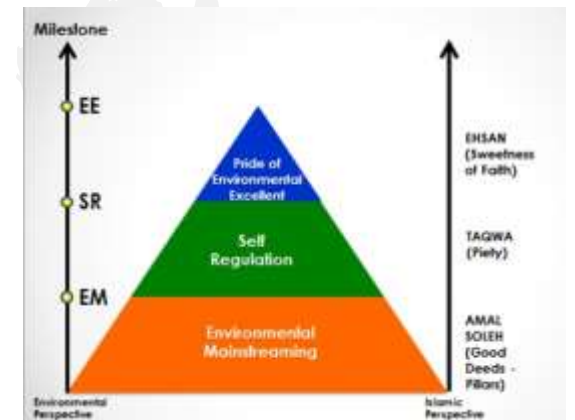 Milestone
EE
SR
EM
Pride of
Environmental
Excellent
Self
Regulation
Environmental
Mainstreaming
EHSAN
(Sweetness
of Faith)
TAQWA
(Piety)
AMAL
SOLEH
(Good
Deeds -
Pillars)
Environmental
Perspective
Islamic
Perspective